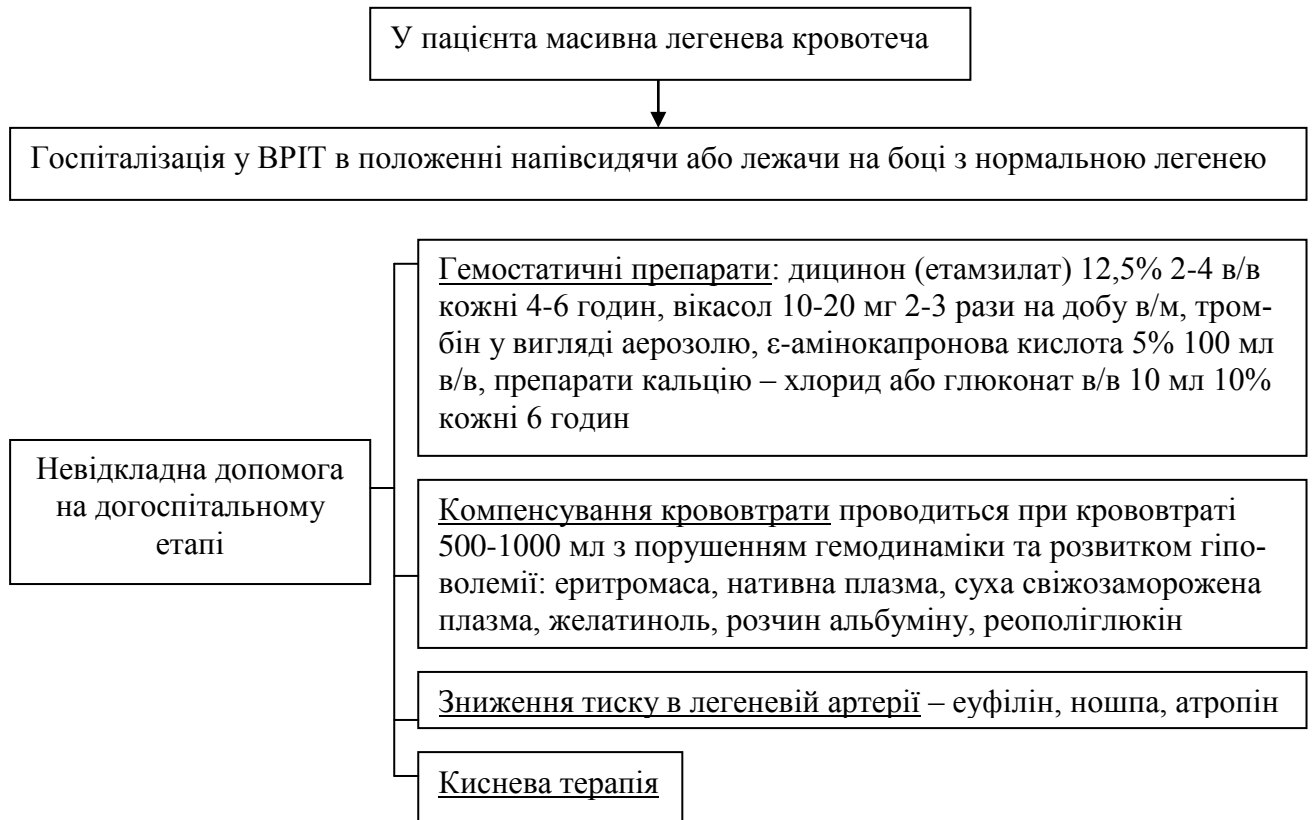 У пацієнта масивна легенева кровотеча
Госпіталізація у ВРІТ в положенні напівсидячи або лежачи на боці з нормальною легенею
Невідкладна допомога
на догоспітальному
етапі
Гемостатичні препарати: дицинон (етамзилат) 12,5% 2-4 в/в
кожні 4-6 годин, вікасол 10-20 мг 2-3 рази на добу в/м, тром-
бін у вигляді аерозолю, ε-амінокапронова кислота 5% 100 мл
в/в, препарати кальцію – хлорид або глюконат в/в 10 мл 10%
кожні 6 годин
Компенсування крововтрати проводиться при крововтраті
500-1000 мл з порушенням гемодинаміки та розвитком гіпо-
волемії: еритромаса, нативна плазма, суха свіжозаморожена
плазма, желатиноль, розчин альбуміну, реополіглюкін
Зниження тиску в легеневій артерії – еуфілін, ношпа, атропін
Киснева терапія